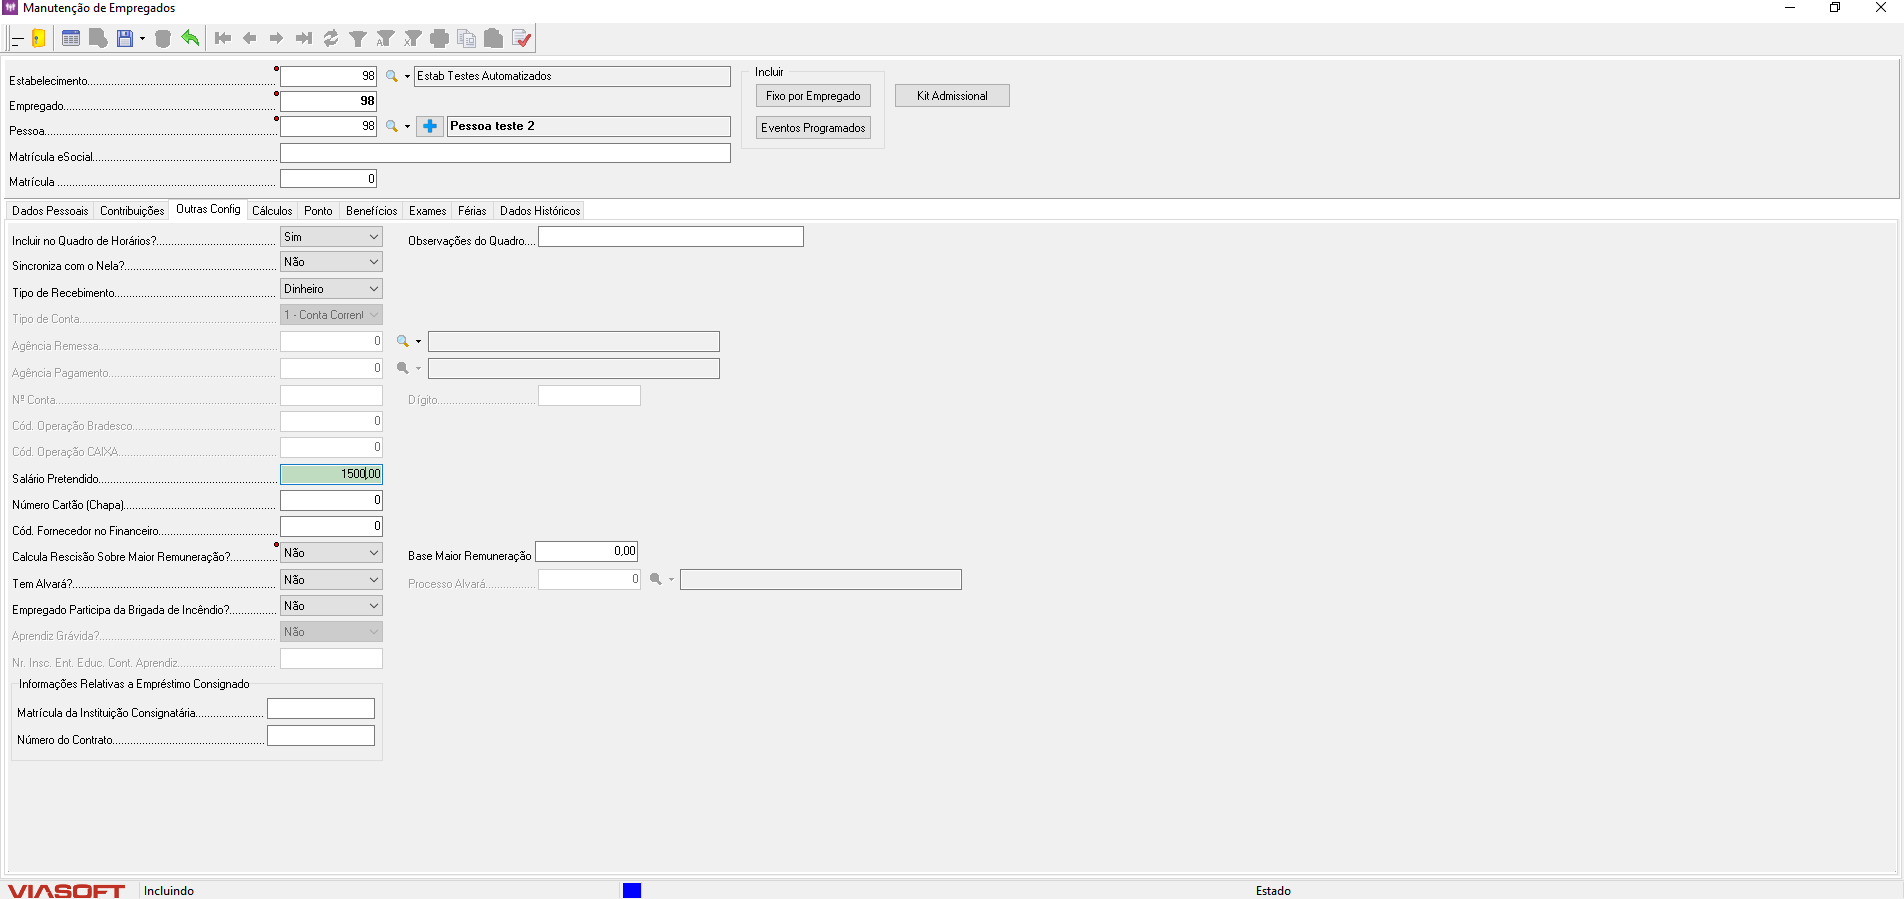 Manutenção de Empregados
Estabelecimento 98 Estab Testes Automatizados
Empregado 98
Pessoa 98 Pessoa teste 2
Matrícula eSocial
Matrícula 0
Incluir
Fixo por Empregado
Eventos Programados
Kit Admissional
Dados Pessoais Contribuições Outras Config Cálculos Ponto Benefícios Exames Férias Dados Históricos
Incluir no Quadro de Horários? Sim Observações do Quadro
Sincroniza com o Nela? Não
Tipo de Recebimento Dinheiro
Tipo de Conta 1 - Conta Corrent
Agência Remessa 0
Agência Pagamento 0
Nº Conta Dígito
Cód. Operação Bradesco 0
Cód. Operação CAIXA 0
Salário Pretendido 1500,00
Número Cartão (Chapa) 0
Cód. Fornecedor no Financeiro 0
Calcula Rescisão Sobre Maior Remuneração? Não Base Maior Remuneração 0,00
Tem Alvará? Não Processo Alvará 0
Empregado Participa da Brigada de Incêndio? Não
Aprendiz Grávida? Não
Nr. Insc. Ent. Educ. Cont. Aprendiz
Informações Relativas a Empréstimo Consignado
Matrícula da Instituição Consignatária
Número do Contrato
VIASOFT Incluindo Estado